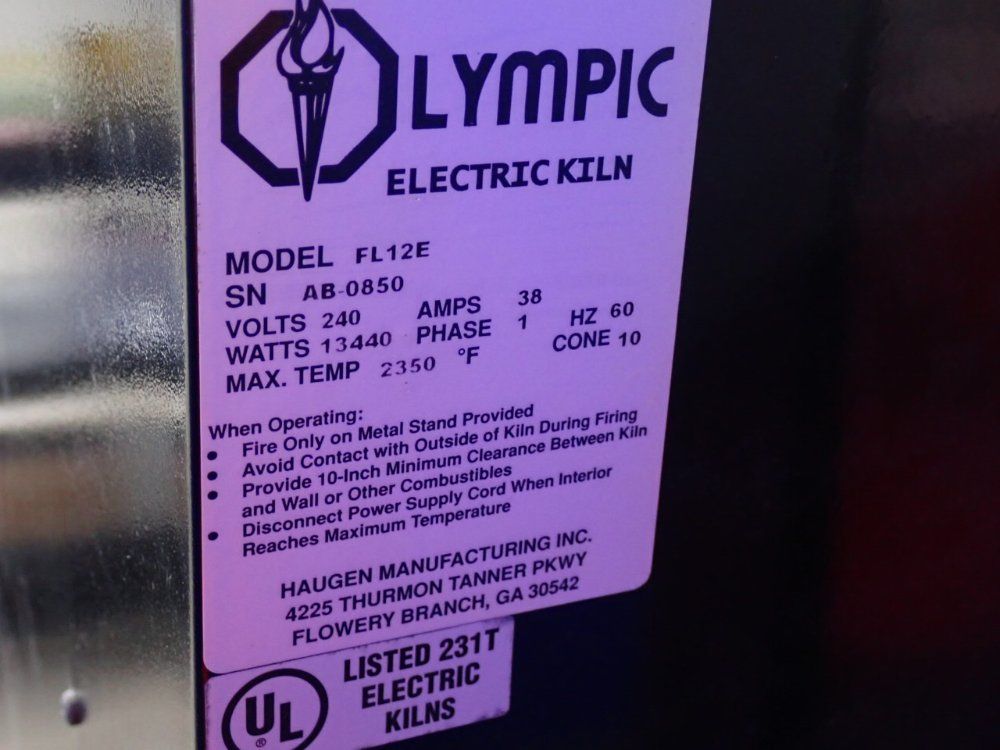 OLYMPIC
ELECTRIC KILN
MODEL FL12E
SN AB-0850
VOLTS 240 AMPS 38 HZ 60
WATTS 13440 PHASE 1 CONE 10
MAX. TEMP 2350 °F
When Operating:
• Fire Only on Metal Stand Provided
• Avoid Contact with Outside of Kiln During Firing
• Provide 10-Inch Minimum Clearance Between Kiln
and Wall or Other Combustibles
• Disconnect Power Supply Cord When Interior
Reaches Maximum Temperature
HAUGEN MANUFACTURING INC.
4225 THURMON TANNER PKWY
FLOWERY BRANCH, GA 30542
UL®
LISTED 231T
ELECTRIC
KILNS